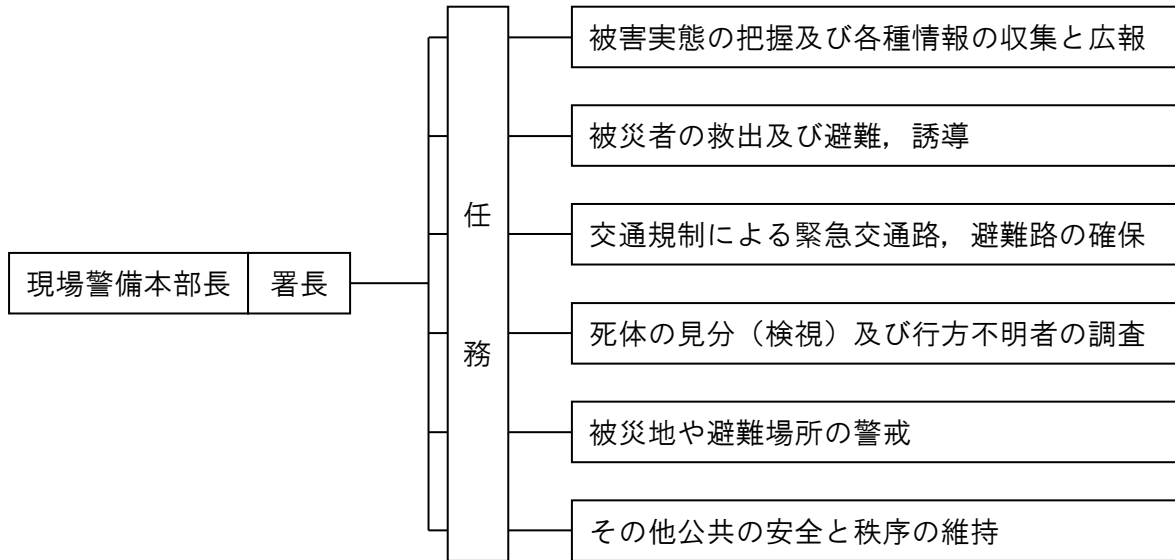 被害実態の把握及び各種情報の収集と広報
被災者の救出及び避難，誘導
交通規制による緊急交通路，避難路の確保
現場警備本部長
署長
任務
死体の見分（検視）及び行方不明者の調査
被災地や避難場所の警戒
その他公共の安全と秩序の維持